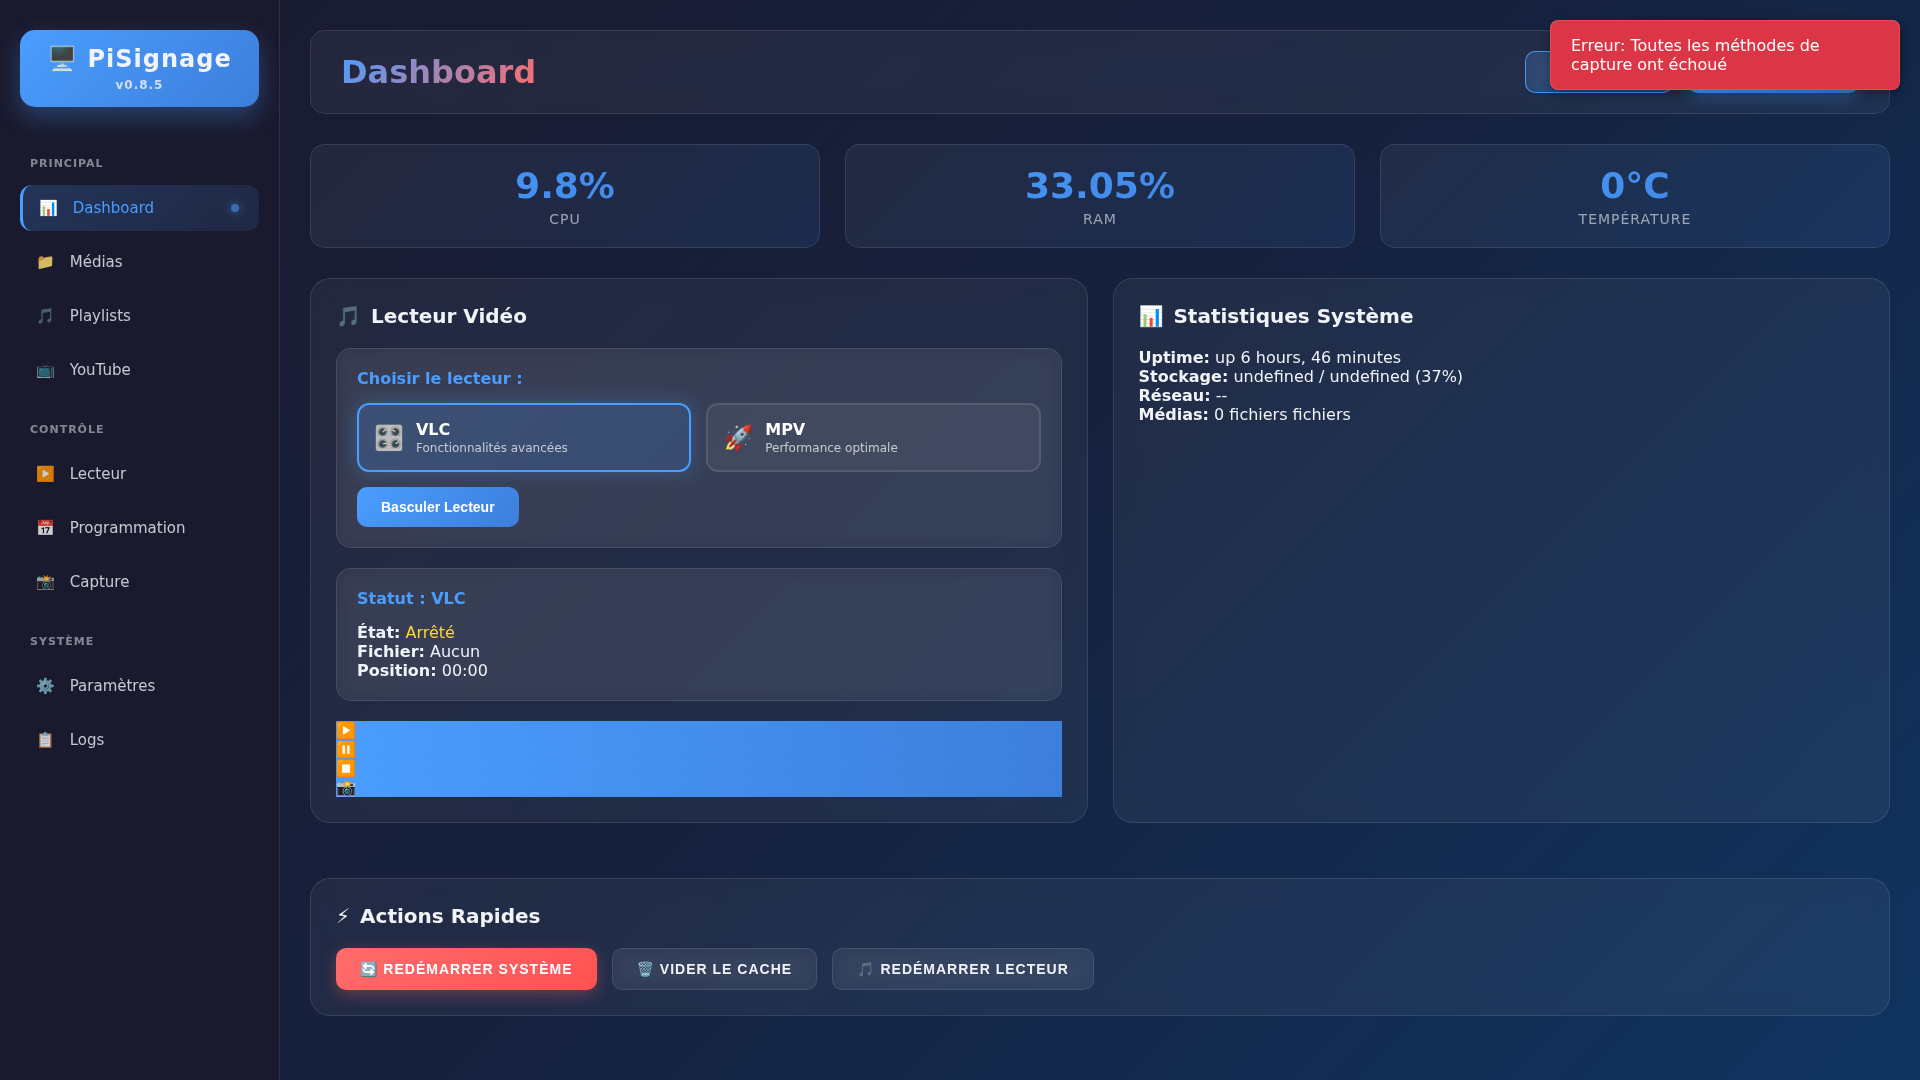 PiSignage
v0.8.5
PRINCIPAL
Dashboard
Médias
Playlists
YouTube
CONTRÔLE
Lecteur
Programmation
Capture
SYSTÈME
Paramètres
Logs
Dashboard
Erreur: Toutes les méthodes de
capture ont échoué
9.8%
CPU
33.05%
RAM
0°C
TEMPÉRATURE
Lecteur Vidéo
Choisir le lecteur :
VLC
Fonctionnalités avancées
MPV
Performance optimale
Basculer Lecteur
Statut : VLC
État: Arrêté
Fichier: Aucun
Position: 00:00
Statistiques Système
Uptime: up 6 hours, 46 minutes
Stockage: undefined / undefined (37%)
Réseau: --
Médias: 0 fichiers fichiers
Actions Rapides
REDÉMARRER SYSTÈME
VIDER LE CACHE
REDÉMARRER LECTEUR